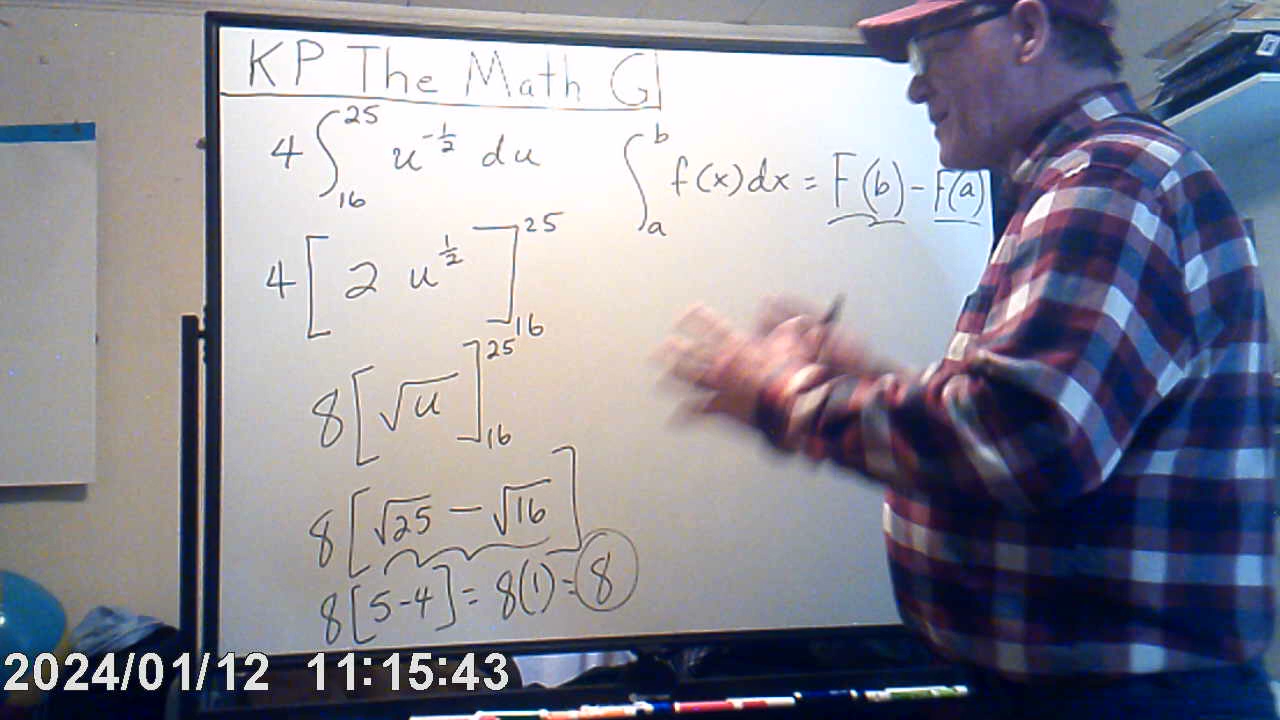 KP The Math G
4∫₁₆²⁵ u^(-1/2) du
∫ₐᵇ f(x)dx = F(b) - F(a)
4[2 u^(1/2)]₁₆²⁵
8[√u]₁₆²⁵
8[√25 - √16]
8[5-4] = 8(1) = 8
2024/01/12 11:15:43